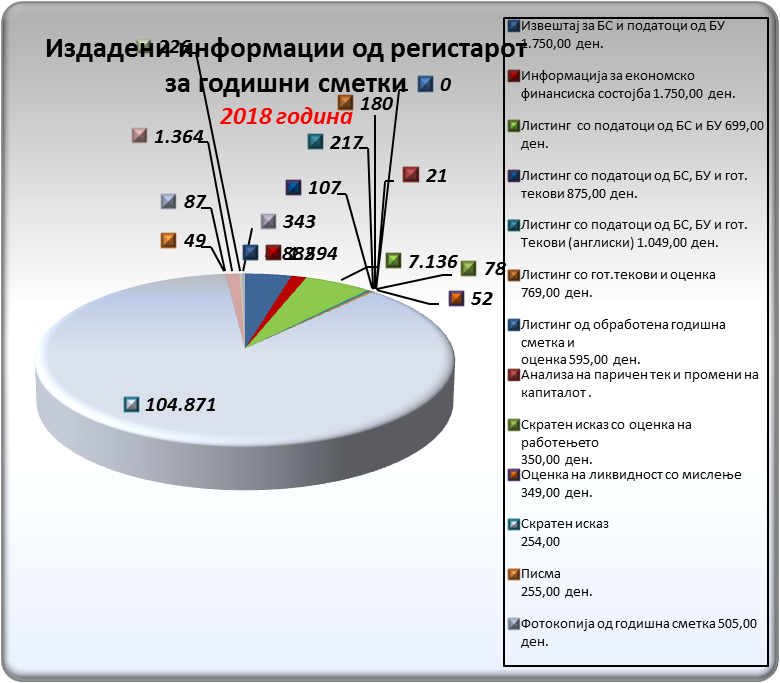 Издадени информации од регистарот
за годишни сметки
2018 година
226
0
180
1.364
217
21
107
87
343
49
7.136
78
52
104.871
Извештај за БС и податоци од БУ
1.750,00 ден.
Информација за економско
финансиска состојба 1.750,00 ден.
Листинг со податоци од БС и БУ 699,00
ден.
Листинг со податоци од БС, БУ и гот.
текови 875,00 ден.
Листинг со податоци од БС, БУ и гот.
Текови (англиски) 1.049,00 ден.
Листинг со гот.текови и оценка
769,00 ден.
Листинг од обработена годишна
сметка и
оценка 595,00 ден.
Анализа на паричен тек и промени на
капиталот .
Скратен исказ со оценка на
работењето
350,00 ден.
Оценка на ликвидност со мислење
349,00 ден.
Скратен исказ
254,00
Писма
255,00 ден.
Фотокопија од годишна сметка 505,00
ден.